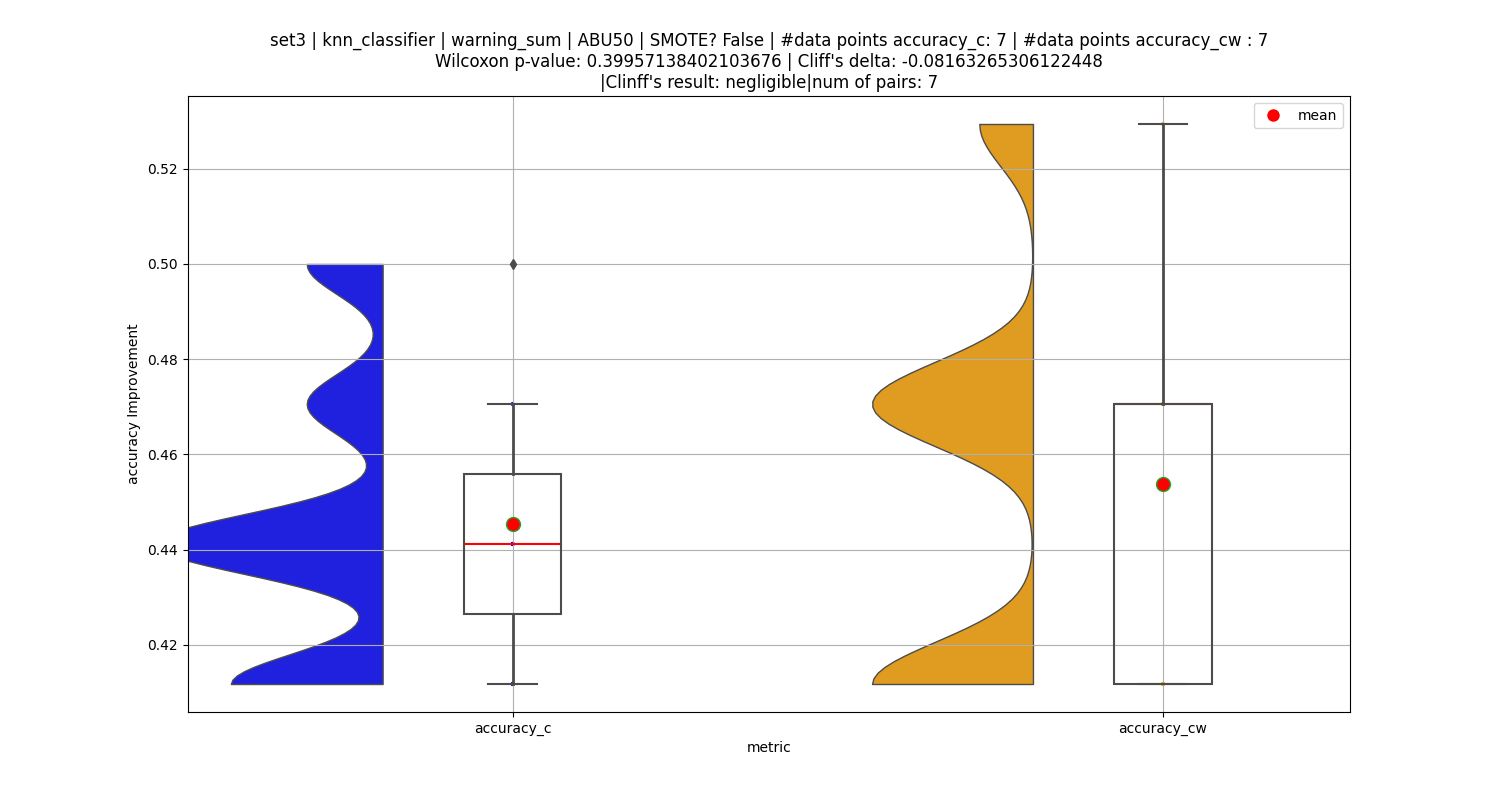 set3 | knn_classifier | warning_sum | ABU50 | SMOTE? False | #data points accuracy_c: 7 | #data points accuracy_cw : 7
Wilcoxon p-value: 0.39957138402103676 | Cliff's delta: -0.08163265306122448
|Clinff's result: negligible|num of pairs: 7
mean
0.52
0.50
0.48
0.46
0.44
0.42
accuracy Improvement
accuracy_c
accuracy_cw
metric